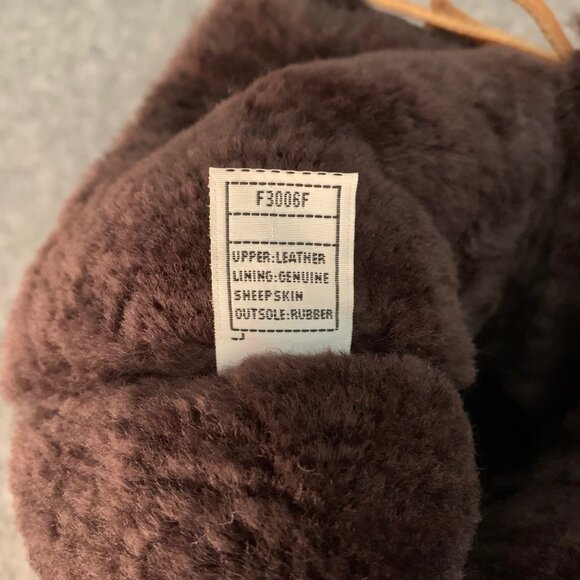 F3006F
UPPER:LEATHER
LINING:GENUINE
SHEEPSKIN
OUTSOLE:RUBBER